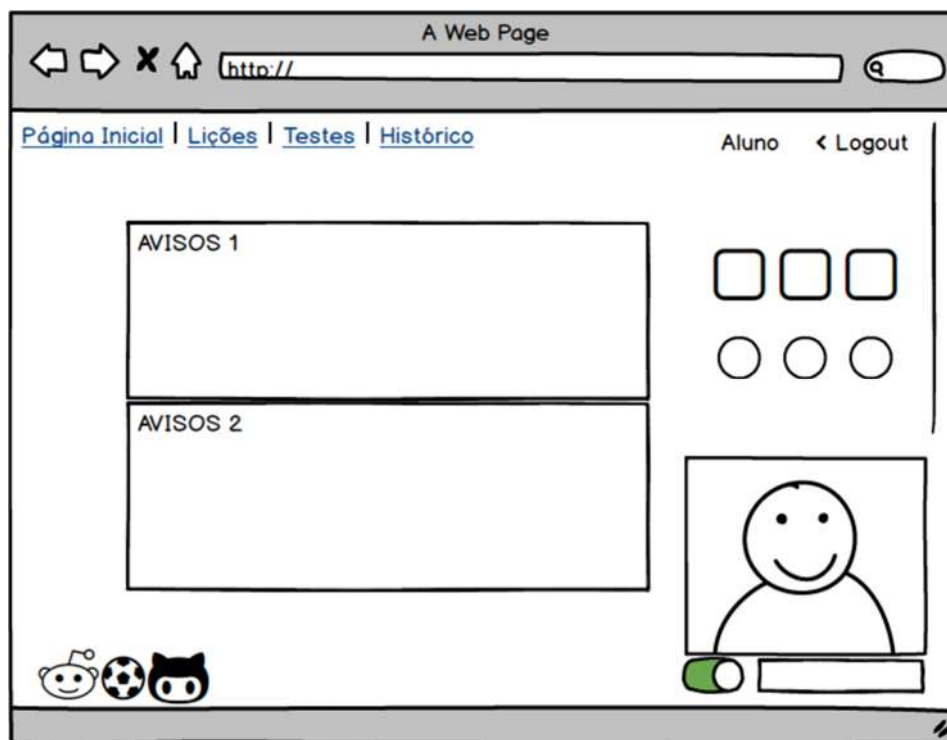 A Web Page
http://
Página Inicial | Lições | Testes | Histórico
Aluno < Logout
AVISOS 1
AVISOS 2